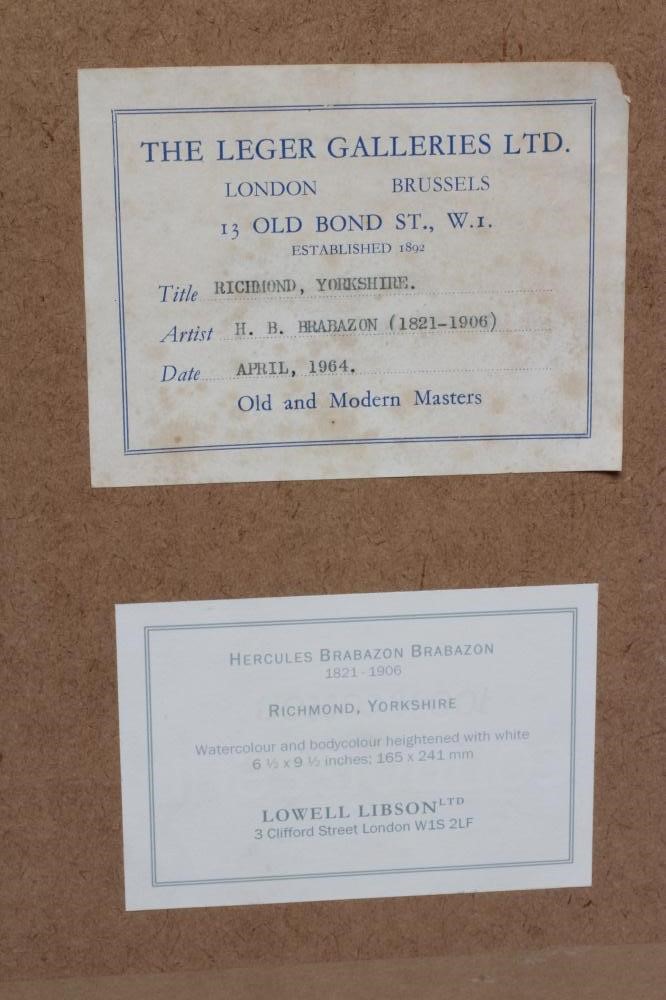 THE LEGER GALLERIES LTD.
LONDON BRUSSELS
13 OLD BOND ST., W.1.
ESTABLISHED 1892
Title RICHMOND, YORKSHIRE.
Artist H. B. BRABAZON (1821-1906)
Date APRIL, 1964.
Old and Modern Masters
HERCULES BRABAZON BRABAZON
1821 - 1906
RICHMOND, YORKSHIRE
Watercolour and bodycolour heightened with white
6 ½ x 9 ½ inches; 165 x 241 mm
LOWELL LIBSON LTD
3 Clifford Street London W1S 2LF